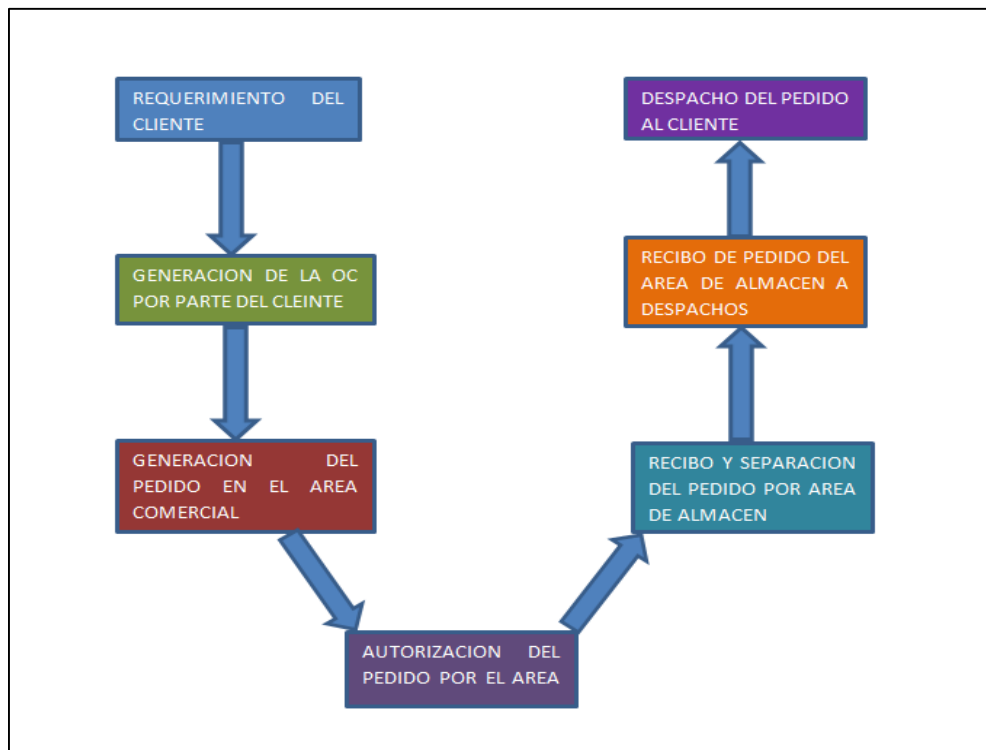 REQUERIMIENTO DEL
CLIENTE
GENERACION DE LA OC
POR PARTE DEL CLEINTE
GENERACION DEL
PEDIDO EN EL AREA
COMERCIAL
AUTORIZACION DEL
PEDIDO POR EL AREA
RECIBO Y SEPARACION
DEL PEDIDO POR AREA
DE ALMACEN
RECIBO DE PEDIDO DEL
AREA DE ALMACEN A
DESPACHOS
DESPACHO DEL PEDIDO
AL CLIENTE